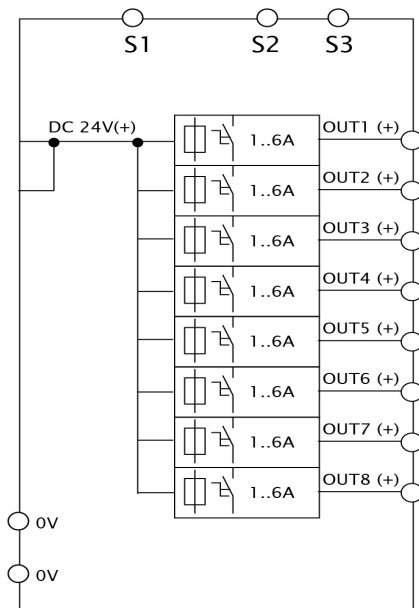 S1 S2 S3
DC 24V(+)
1..6A OUT1 (+)
1..6A OUT2 (+)
1..6A OUT3 (+)
1..6A OUT4 (+)
1..6A OUT5 (+)
1..6A OUT6 (+)
1..6A OUT7 (+)
1..6A OUT8 (+)
0V
0V